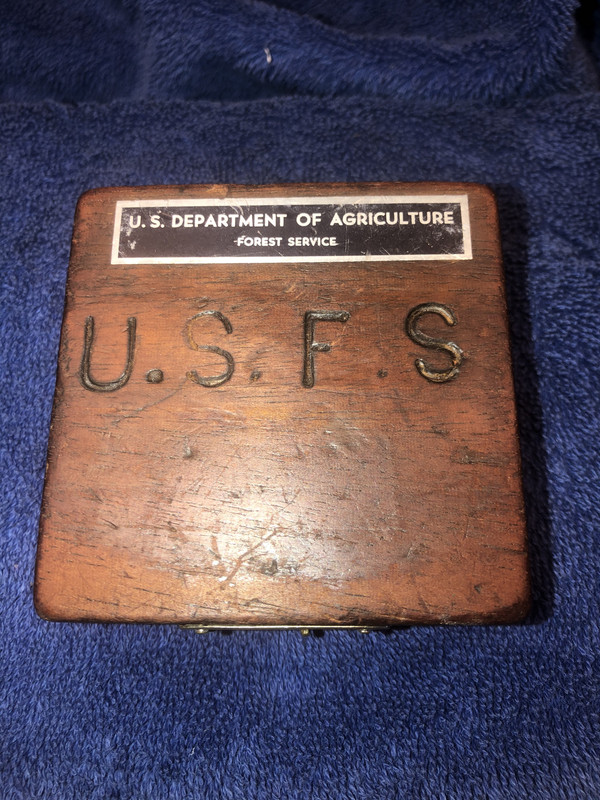 U. S. DEPARTMENT OF AGRICULTURE
FOREST SERVICE
U.S.F.S